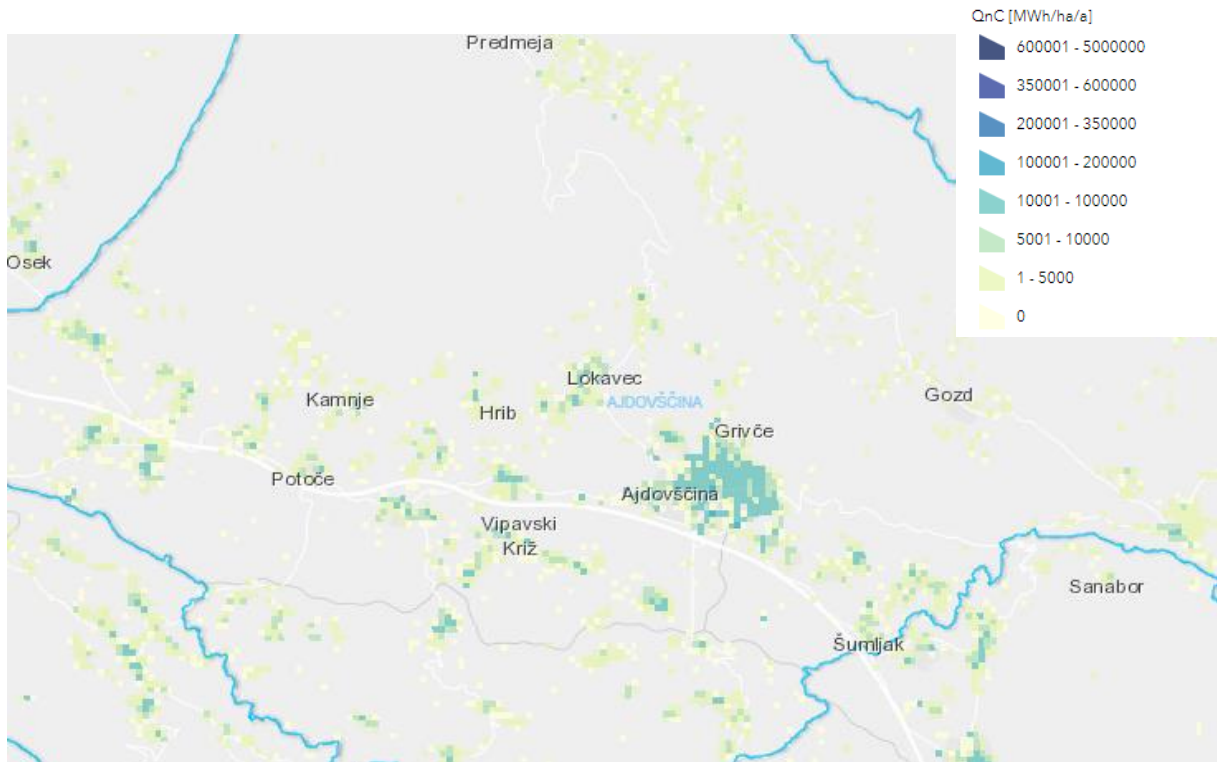 QnC [MWh/ha/a]
600001 - 5000000
350001 - 600000
200001 - 350000
100001 - 200000
10001 - 100000
5001 - 10000
1 - 5000
0
Predmeja
Osek
Lokavec
Kamnje
AJDOVŠČINA
Gozd
Hrib
Grivče
Potoče
Ajdovščina
Vipavski
Križ
Sanabor
Šumljak